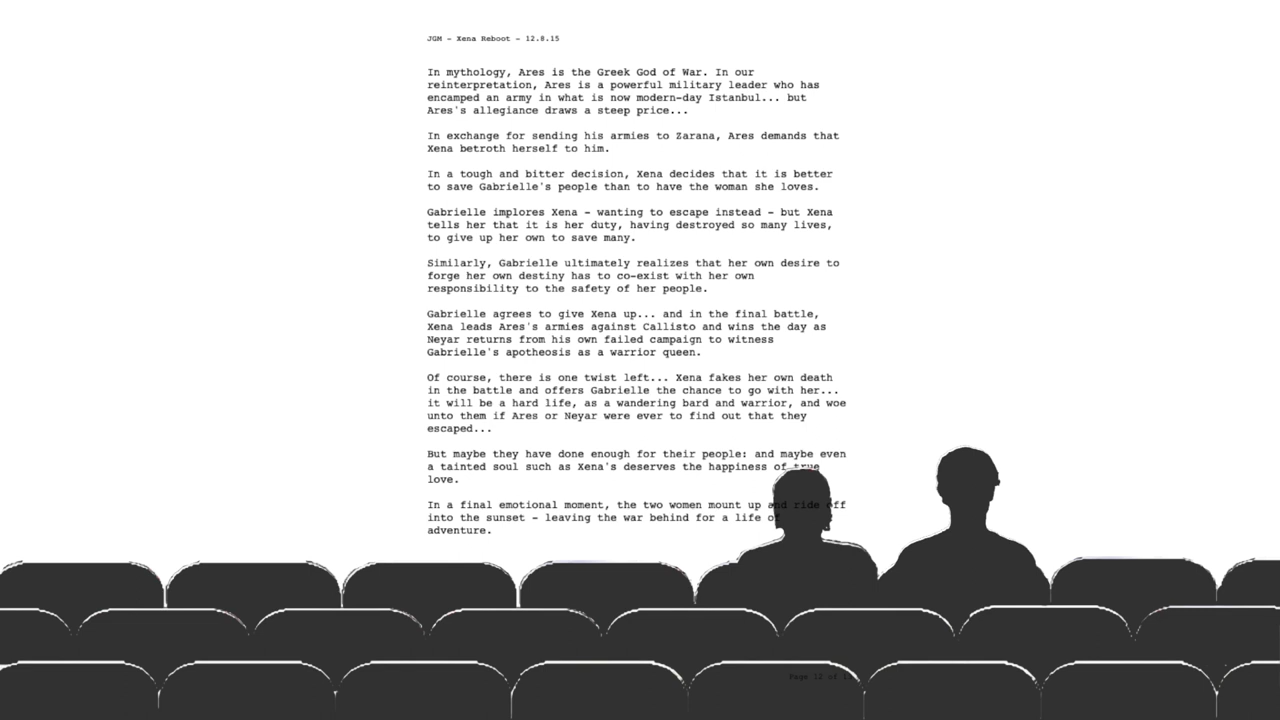 JGM - Xena Reboot - 12.8.15
In mythology, Ares is the Greek God of War. In our
reinterpretation, Ares is a powerful military leader who has
encamped an army in what is now modern-day Istanbul... but
Ares's allegiance draws a steep price...
In exchange for sending his armies to Zarana, Ares demands that
Xena betroth herself to him.
In a tough and bitter decision, Xena decides that it is better
to save Gabrielle's people than to have the woman she loves.
Gabrielle implores Xena - wanting to escape instead - but Xena
tells her that it is her duty, having destroyed so many lives,
to give up her own to save many.
Similarly, Gabrielle ultimately realizes that her own desire to
forge her own destiny has to co-exist with her own
responsibility to the safety of her people.
Gabrielle agrees to give Xena up... and in the final battle,
Xena leads Ares's armies against Callisto and wins the day as
Neyar returns from his own failed campaign to witness
Gabrielle's apotheosis as a warrior queen.
Of course, there is one twist left... Xena fakes her own death
in the battle and offers Gabrielle the chance to go with her...
it will be a hard life, as a wandering bard and warrior, and woe
unto them if Ares or Neyar were ever to find out that they
escaped...
But maybe they have done enough for their people: and maybe even
a tainted soul such as Xena's deserves the happiness of true
love.
In a final emotional moment, the two women mount up and ride off
into the sunset - leaving the war behind for a life of
adventure.
Page 12 of